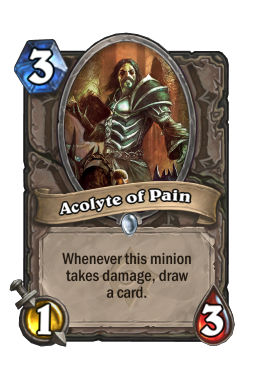 3
Acolyte of Pain
Whenever this minion
takes damage, draw
a card.
1
3